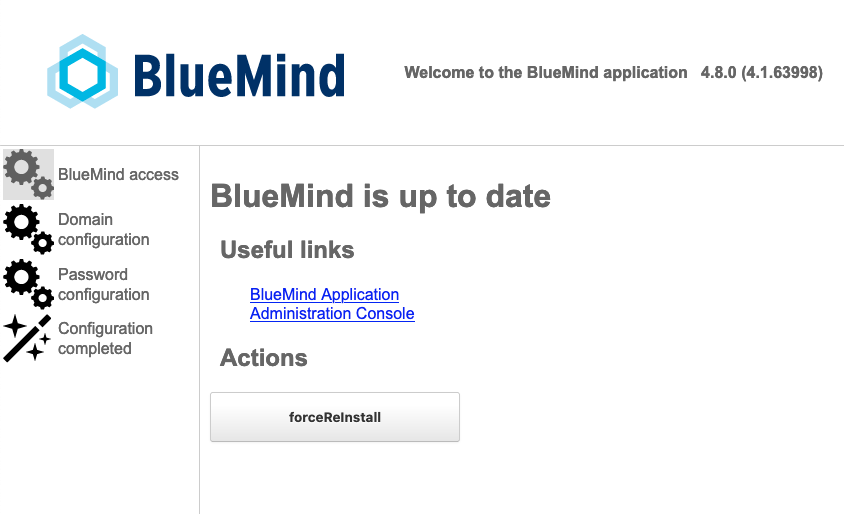 BlueMind
Welcome to the BlueMind application 4.8.0 (4.1.63998)
BlueMind access
Domain
configuration
Password
configuration
Configuration
completed
BlueMind is up to date
Useful links
BlueMind Application
Administration Console
Actions
forceReInstall